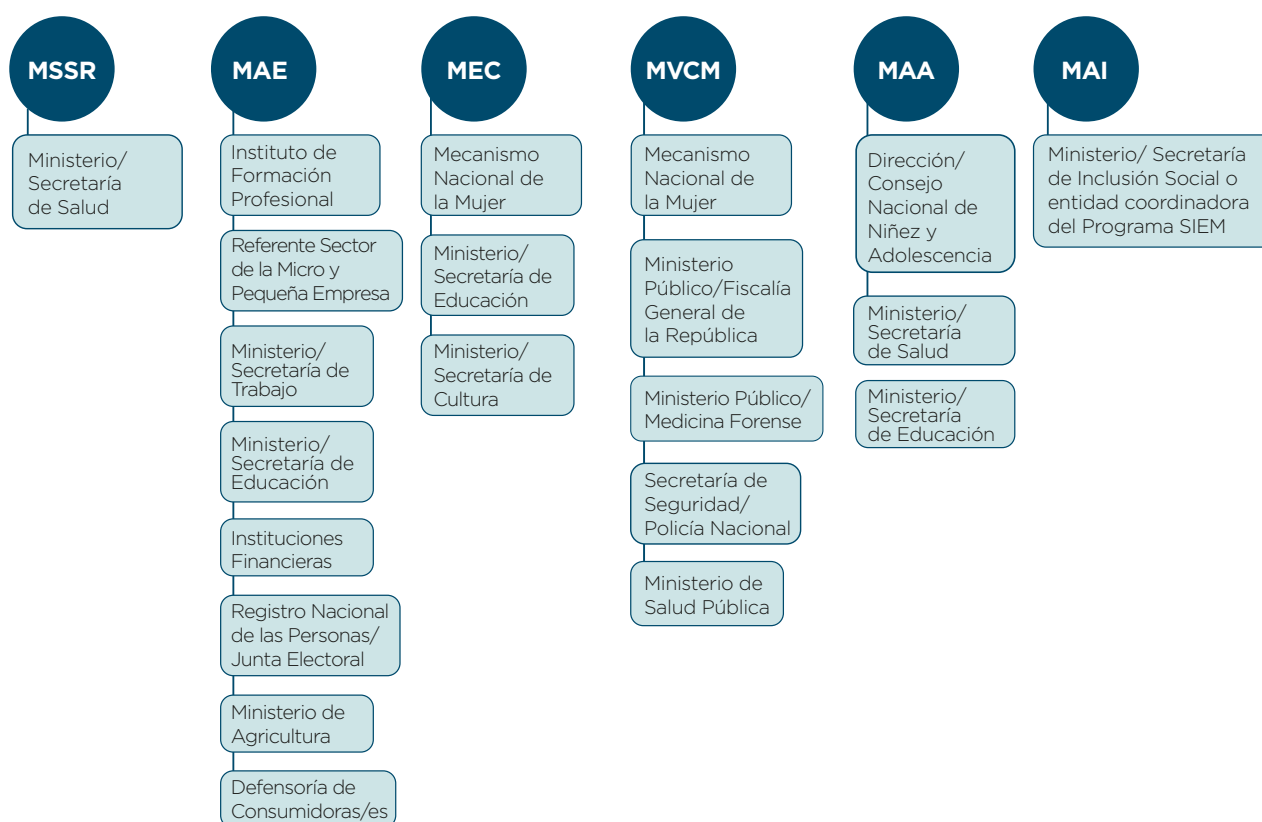 MSSR
Ministerio/
Secretaría
de Salud
MAE
Instituto de
Formación
Profesional
Referente Sector
de la Micro y
Pequeña Empresa
Ministerio/
Secretaría de
Trabajo
Ministerio/
Secretaría de
Educación
Instituciones
Financieras
Registro Nacional
de las Personas/
Junta Electoral
Ministerio de
Agricultura
Defensoría de
Consumidoras/es
MEC
Mecanismo
Nacional de
la Mujer
Ministerio/
Secretaría de
Educación
Ministerio/
Secretaría de
Cultura
MVCM
Mecanismo
Nacional de
la Mujer
Ministerio
Público/Fiscalía
General de
la República
Ministerio Público/
Medicina Forense
Secretaría de
Seguridad/
Policía Nacional
Ministerio de
Salud Pública
MAA
Dirección/
Consejo
Nacional de
Niñez y
Adolescencia
Ministerio/
Secretaría
de Salud
Ministerio/
Secretaría
de Educación
MAI
Ministerio/ Secretaría
de Inclusión Social o
entidad coordinadora
del Programa SIEM